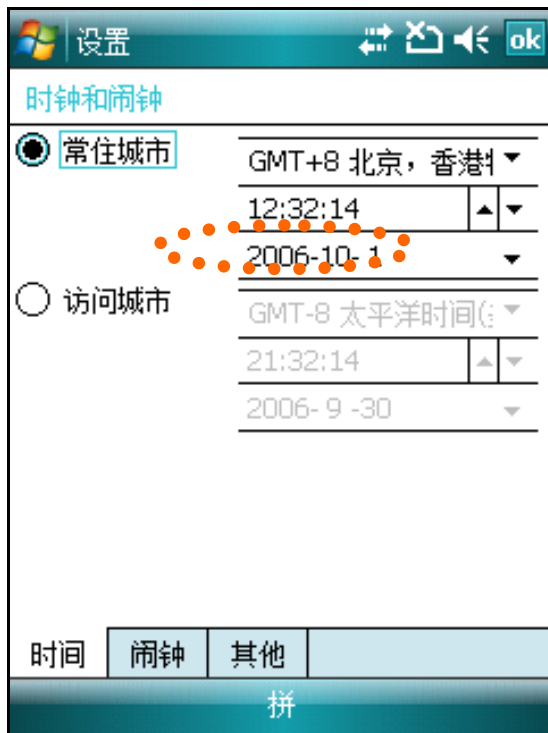 设置 ok
时钟和闹钟
常住城市
GMT+8 北京，香港
12:32:14
2006-10- 1
访问城市
GMT-8 太平洋时间(
21:32:14
2006- 9 -30
时间 闹钟 其他
拼